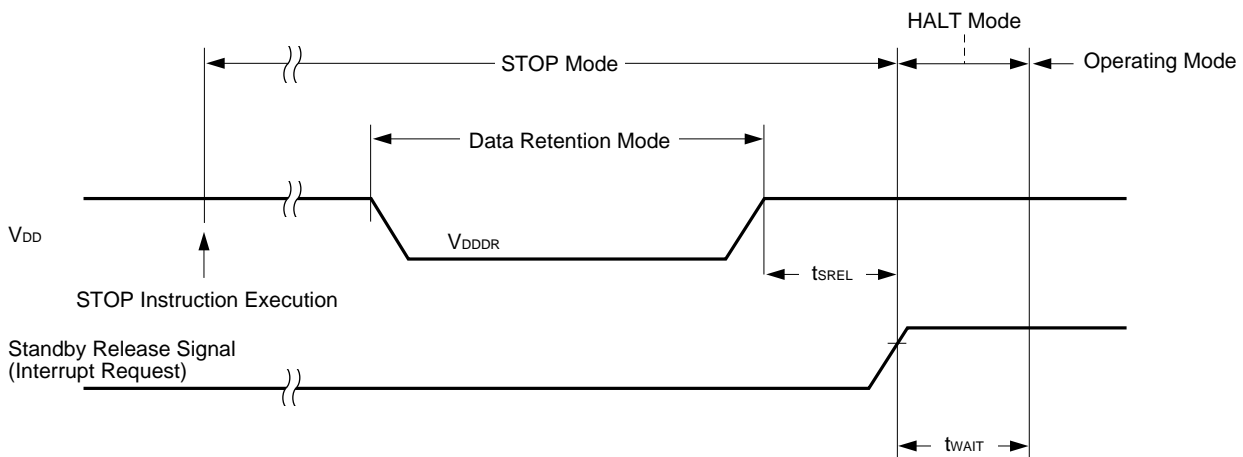 HALT Mode
STOP Mode
Operating Mode
Data Retention Mode
VDD
VDDDR
tSREL
STOP Instruction Execution
Standby Release Signal
(Interrupt Request)
tWAIT